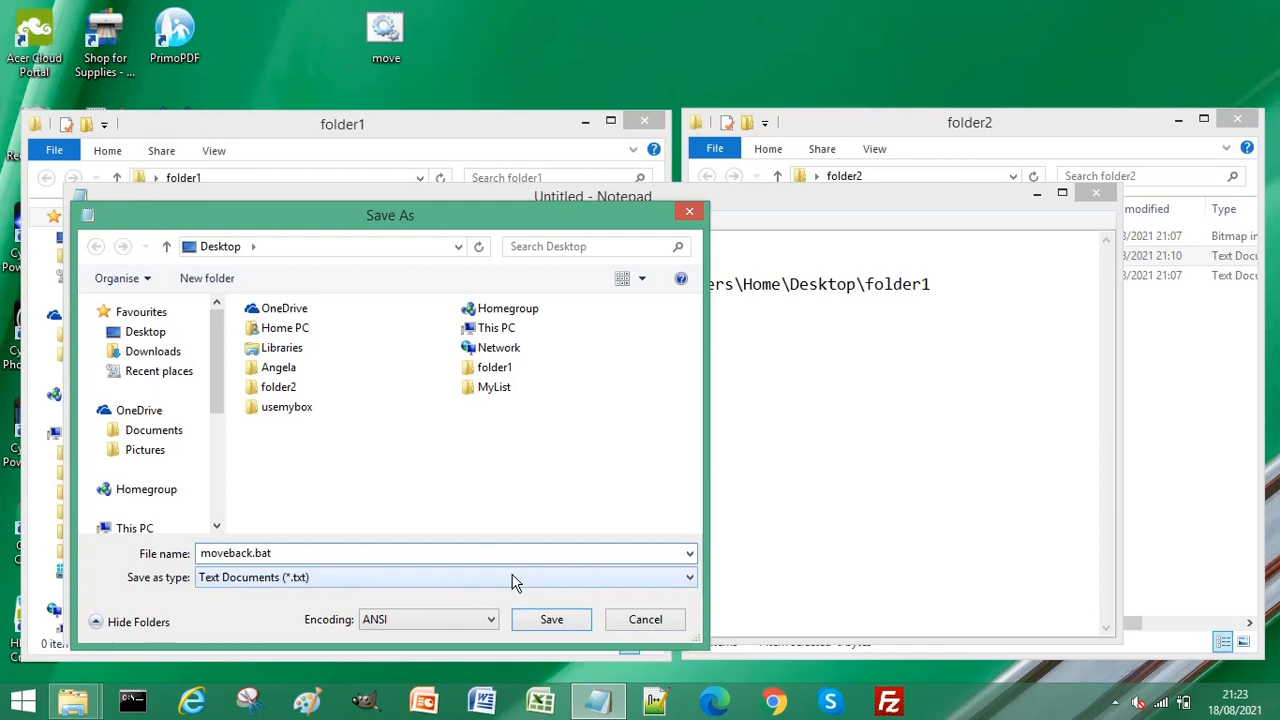 Acer Cloud Portal
Shop for Supplies - ...
PrimoPDF
move
folder1
File Home Share View
folder1
Search folder1
folder2
File Home Share View
folder2
Search folder2
Untitled - Notepad
modified Type
3/2021 21:07 Bitmap in
3/2021 21:10 Text Docu
3/2021 21:07 Text Docu
ers\Home\Desktop\folder1
Save As
Desktop
Search Desktop
Organise New folder
Favourites
Desktop
Downloads
Recent places
OneDrive
Documents
Pictures
Homegroup
This PC
OneDrive
Home PC
Libraries
Angela
folder2
usemybox
Homegroup
This PC
Network
folder1
MyList
File name: moveback.bat
Save as type: Text Documents (*.txt)
Hide Folders
Encoding: ANSI
Save
Cancel
21:23
18/08/2021